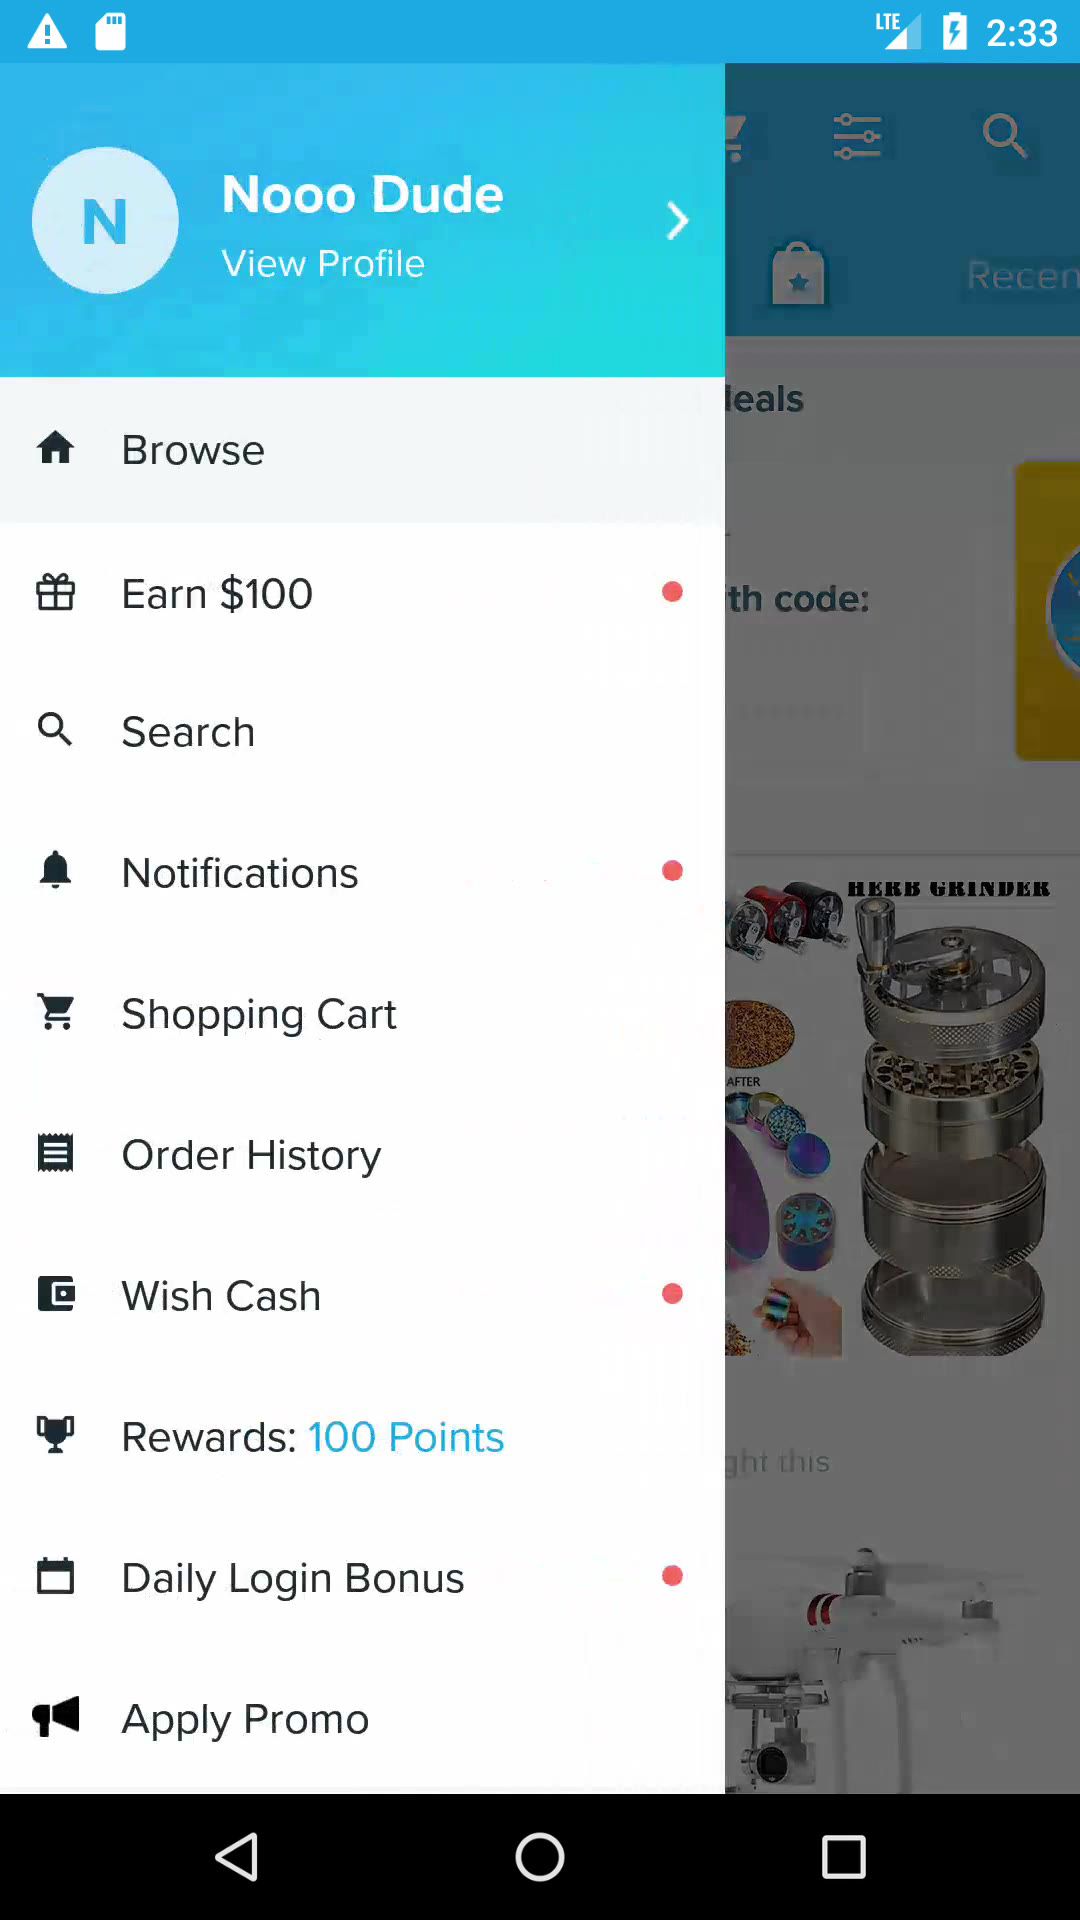 LTE 2:33
N
Nooo Dude
View Profile
Recen
deals
Browse
Earn $100
th code:
Search
Notifications
HERB GRINDER
Shopping Cart
AFTER
Order History
Wish Cash
Rewards: 100 Points
ght this
Daily Login Bonus
Apply Promo